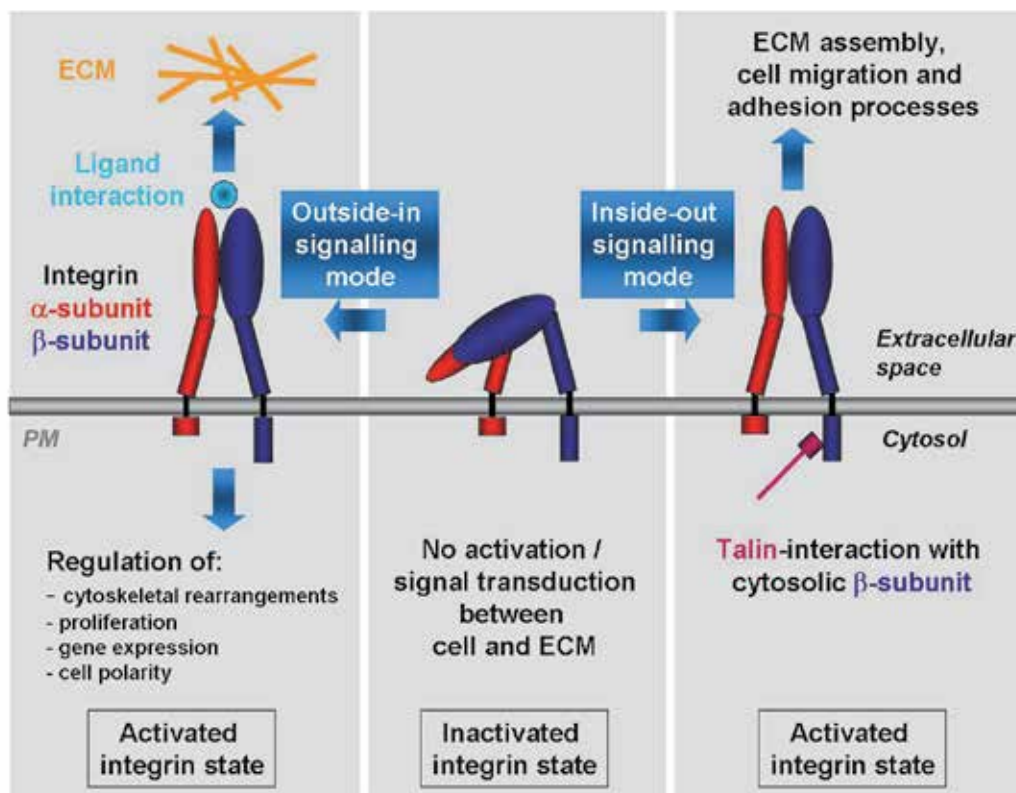 ECM
Ligand
interaction
Integrin
α-subunit
β-subunit
PM
Regulation of:
- cytoskeletal rearrangements
- proliferation
- gene expression
- cell polarity
Activated
integrin state
Outside-in
signalling
mode
No activation /
signal transduction
between
cell and ECM
Inactivated
integrin state
Inside-out
signalling
mode
ECM assembly,
cell migration and
adhesion processes
Extracellular
space
Cytosol
Talin-interaction with
cytosolic β-subunit
Activated
integrin state